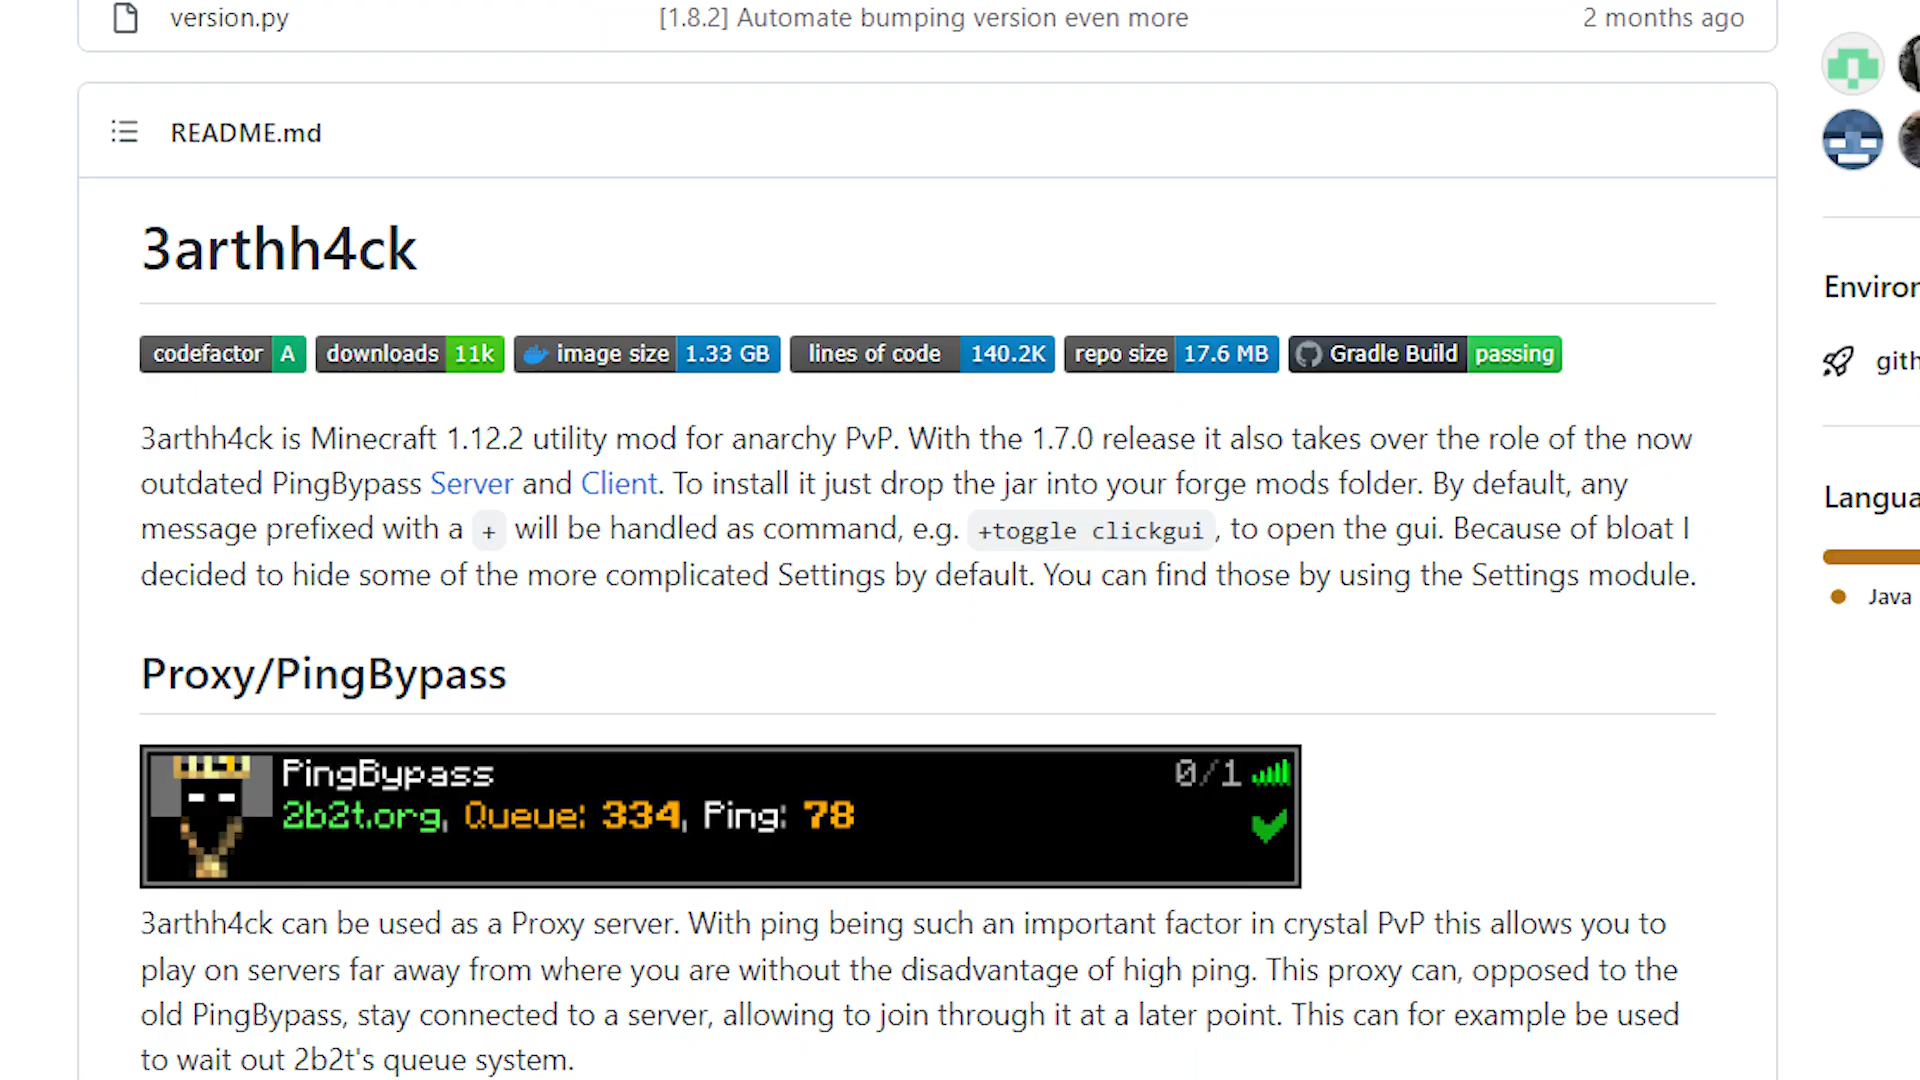 version.py [1.8.2] Automate bumping version even more 2 months ago
README.md
3arthh4ck
codefactor A downloads 11k image size 1.33 GB lines of code 140.2K repo size 17.6 MB Gradle Build passing
3arthh4ck is Minecraft 1.12.2 utility mod for anarchy PvP. With the 1.7.0 release it also takes over the role of the now
outdated PingBypass Server and Client. To install it just drop the jar into your forge mods folder. By default, any
message prefixed with a + will be handled as command, e.g. +toggle clickgui , to open the gui. Because of bloat I
decided to hide some of the more complicated Settings by default. You can find those by using the Settings module.
Proxy/PingBypass
PingBypass 0/1
2b2t.org, Queue: 334, Ping: 78
3arthh4ck can be used as a Proxy server. With ping being such an important factor in crystal PvP this allows you to
play on servers far away from where you are without the disadvantage of high ping. This proxy can, opposed to the
old PingBypass, stay connected to a server, allowing to join through it at a later point. This can for example be used
to wait out 2b2t's queue system.
Environ
gith
Langua
Java